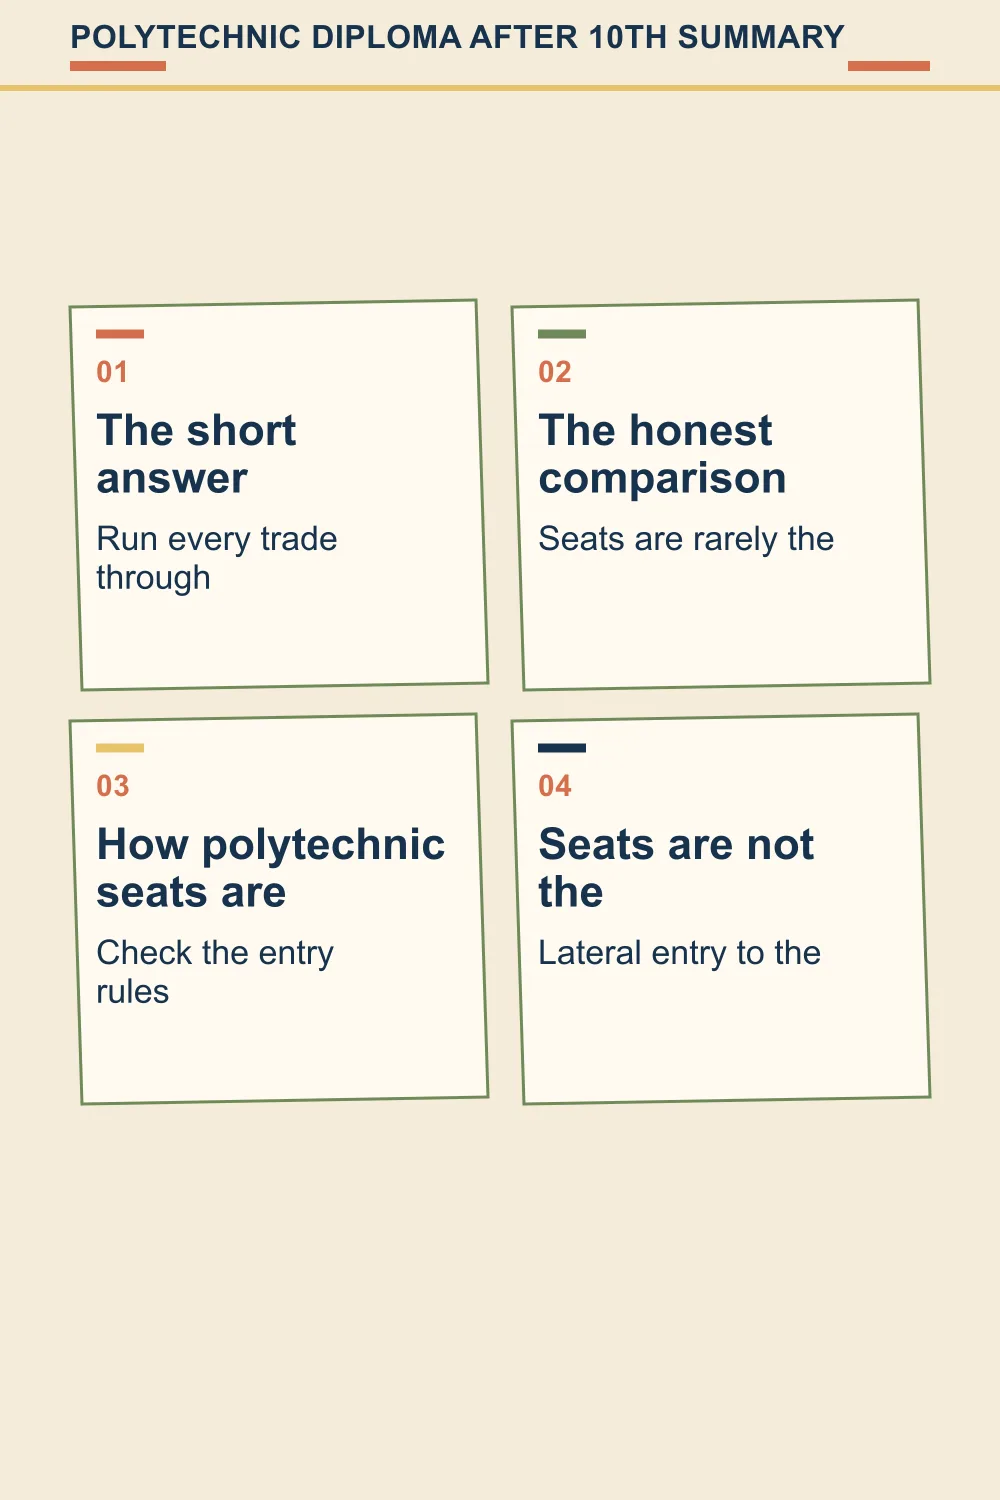 POLYTECHNIC DIPLOMA AFTER 10TH SUMMARY
01
The short
answer
Run every trade
through
02
The honest
comparison
Seats are rarely the
03
How polytechnic
seats are
Check the entry
rules
04
Seats are not
the
Lateral entry to the